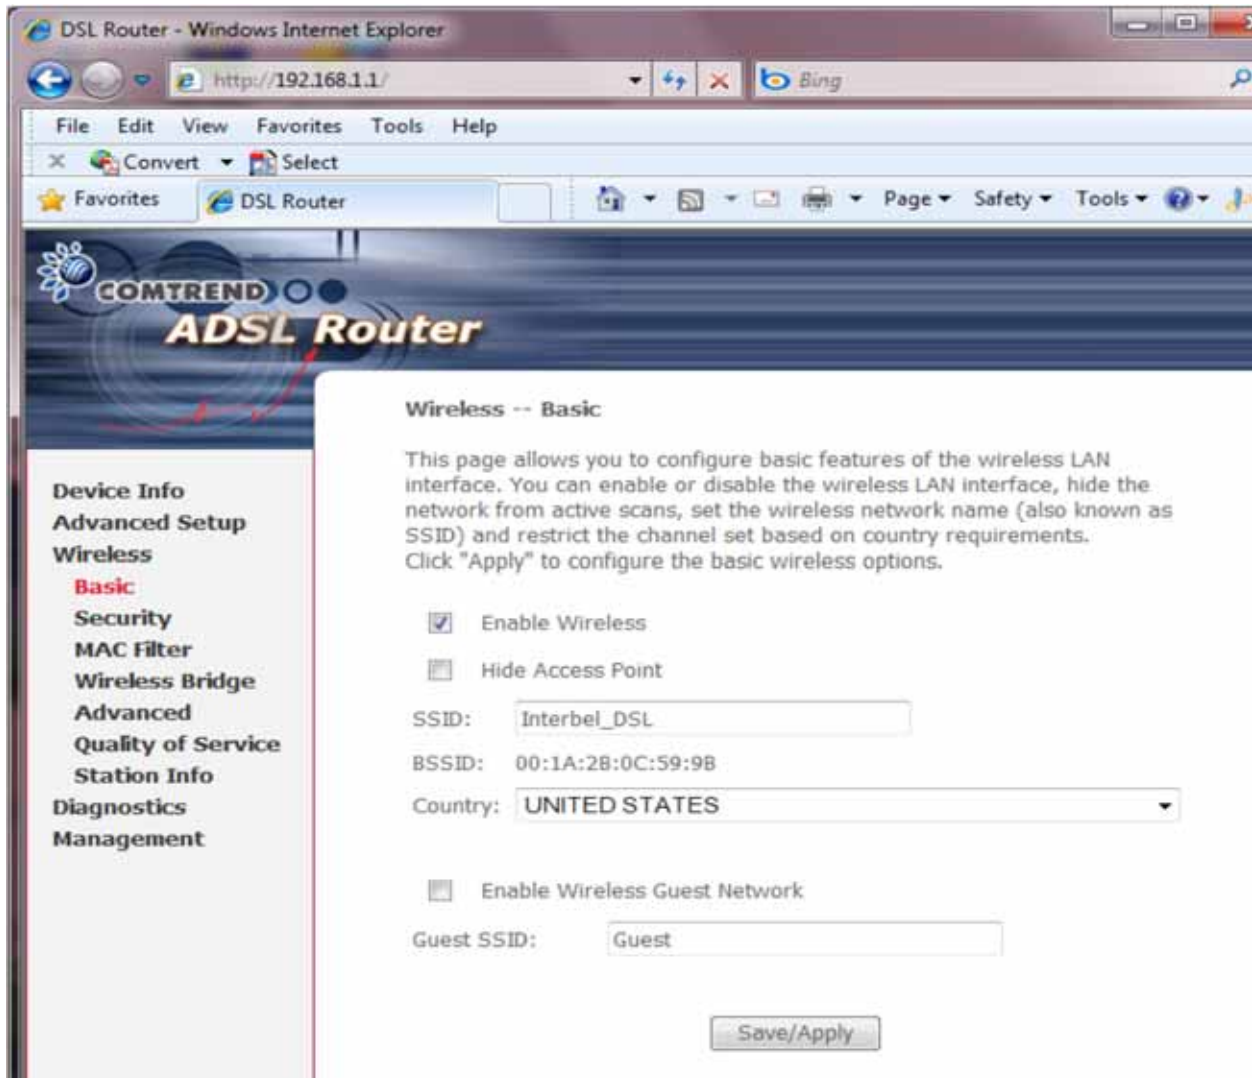 DSL Router - Windows Internet Explorer
http://192.168.1.1/
Bing
File Edit View Favorites Tools Help
Convert Select
Favorites DSL Router Page Safety Tools
COMTREND
ADSL Router
Wireless -- Basic
This page allows you to configure basic features of the wireless LAN
interface. You can enable or disable the wireless LAN interface, hide the
network from active scans, set the wireless network name (also known as
SSID) and restrict the channel set based on country requirements.
Click "Apply" to configure the basic wireless options.
Device Info
Advanced Setup
Wireless
Basic
Security
MAC Filter
Wireless Bridge
Advanced
Quality of Service
Station Info
Diagnostics
Management
Enable Wireless
Hide Access Point
SSID: Interbel_DSL
BSSID: 00:1A:2B:0C:59:9B
Country: UNITED STATES
Enable Wireless Guest Network
Guest SSID: Guest
Save/Apply